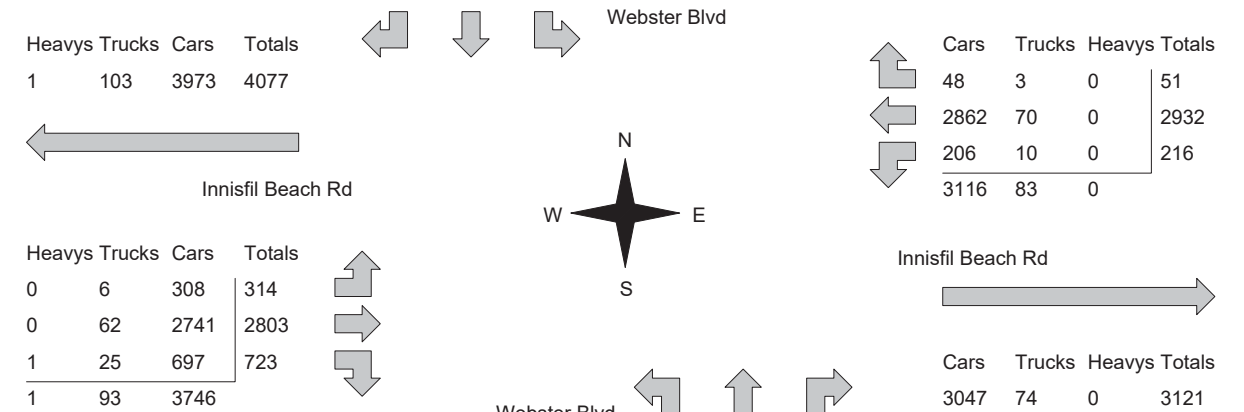 Webster Blvd
Heavys Trucks Cars Totals
1 103 3973 4077
Cars Trucks Heavys Totals
48 3 0 51
2862 70 0 2932
206 10 0 216
3116 83 0
Innisfil Beach Rd
N
W E
S
Heavys Trucks Cars Totals
0 6 308 314
0 62 2741 2803
1 25 697 723
1 93 3746
Innisfil Beach Rd
Cars Trucks Heavys Totals
3047 74 0 3121
Webster Blvd